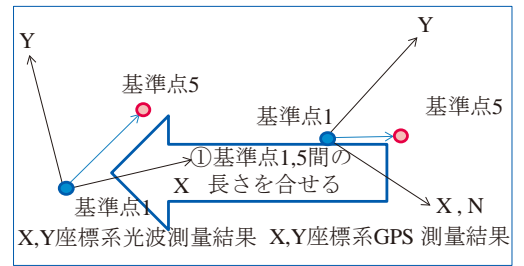 Y
Y
基準点5
基準点1
基準点5
①基準点1,5間の
長さを合せる
X
基準点1
X , N
X,Y座標系光波測量結果
X,Y座標系GPS 測量結果